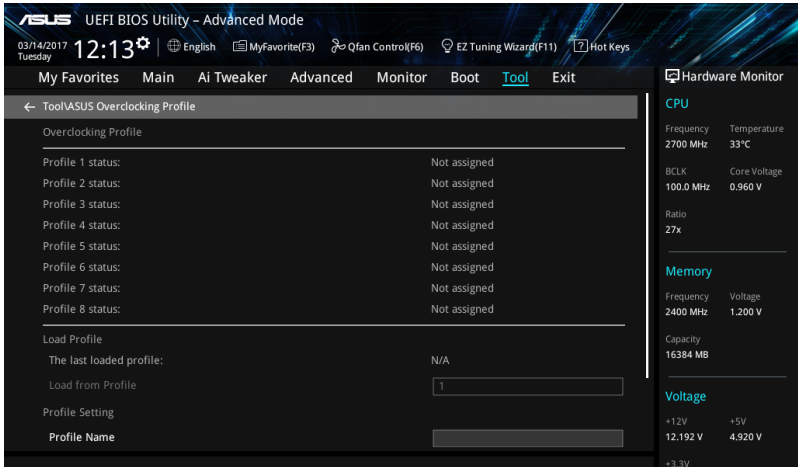 ASUS UEFI BIOS Utility – Advanced Mode
03/14/2017 Tuesday 12:13 English MyFavorite(F3) Qfan Control(F6) EZ Tuning Wizard(F11) ? Hot Keys
My Favorites Main Ai Tweaker Advanced Monitor Boot Tool Exit
← Tool\ASUS Overclocking Profile
Overclocking Profile
Profile 1 status: Not assigned
Profile 2 status: Not assigned
Profile 3 status: Not assigned
Profile 4 status: Not assigned
Profile 5 status: Not assigned
Profile 6 status: Not assigned
Profile 7 status: Not assigned
Profile 8 status: Not assigned
Load Profile
The last loaded profile: N/A
Load from Profile 1
Profile Setting
Profile Name
Hardware Monitor
CPU
Frequency Temperature
2700 MHz 33°C
BCLK Core Voltage
100.0 MHz 0.960 V
Ratio
27x
Memory
Frequency Voltage
2400 MHz 1.200 V
Capacity
16384 MB
Voltage
+12V +5V
12.192 V 4.920 V
+3.3V